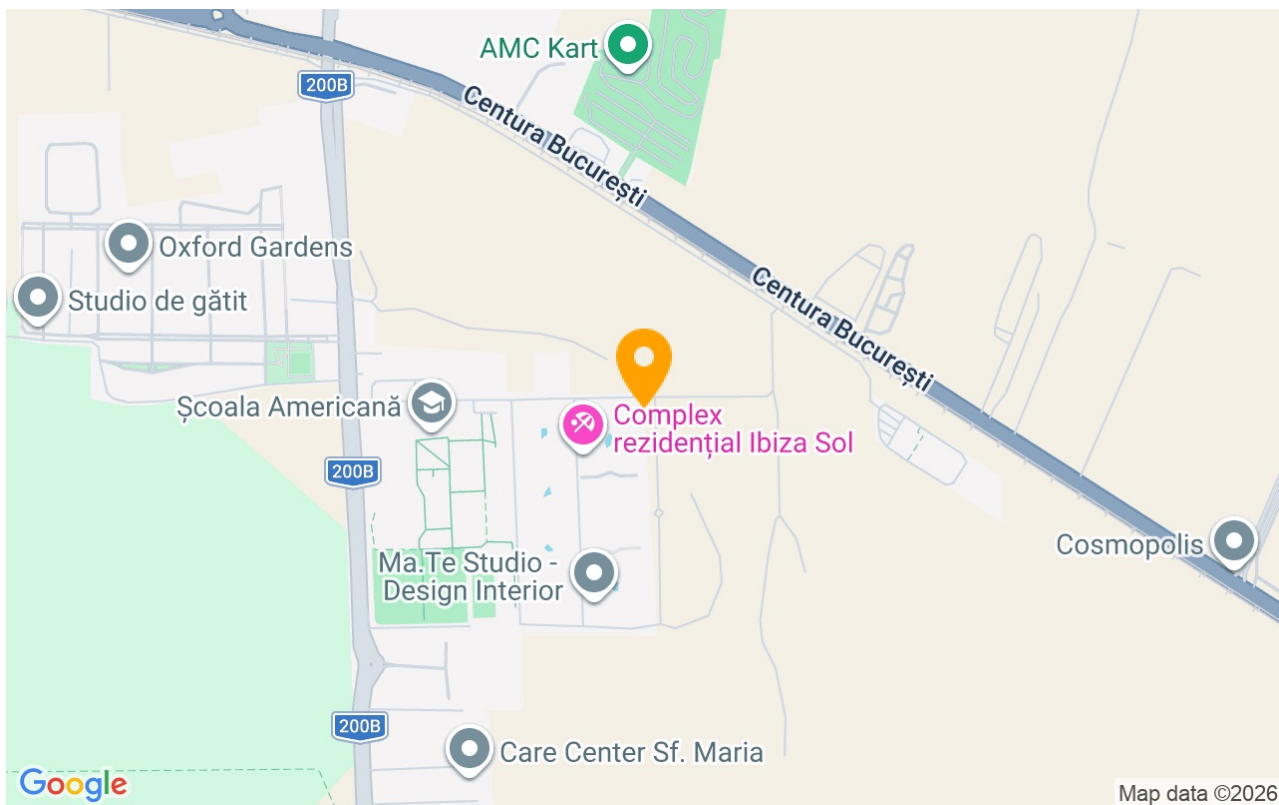 AMC Kart
200B
Centura București
Oxford Gardens
Studio de gătit
Centura București
Școala Americană
Complex
rezidențial Ibiza Sol
200B
Ma.Te Studio -
Design Interior
Cosmopolis
200B
Care Center Sf. Maria
Google
Map data ©2026